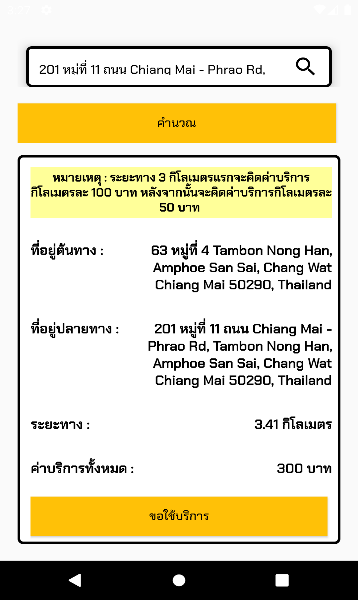 201 หมู่ที่ 11 ถนน Chiang Mai - Phrao Rd,
คำนวณ
หมายเหตุ : ระยะทาง 3 กิโลเมตรแรกจะคิดค่าบริการ
กิโลเมตรละ 100 บาท หลังจากนั้นจะคิดค่าบริการกิโลเมตรละ
50 บาท
ที่อยู่ต้นทาง : 63 หมู่ที่ 4 Tambon Nong Han,
Amphoe San Sai, Chang Wat
Chiang Mai 50290, Thailand
ที่อยู่ปลายทาง : 201 หมู่ที่ 11 ถนน Chiang Mai -
Phrao Rd, Tambon Nong Han,
Amphoe San Sai, Chang Wat
Chiang Mai 50290, Thailand
ระยะทาง : 3.41 กิโลเมตร
ค่าบริการทั้งหมด : 300 บาท
ขอใช้บริการ